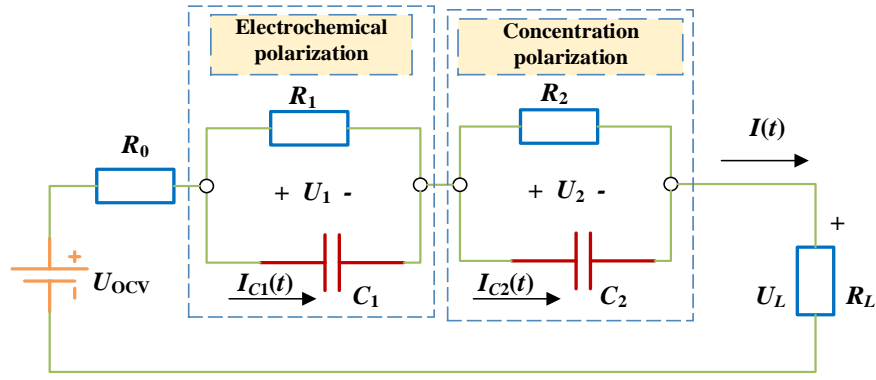 Electrochemical
polarization
Concentration
polarization
R1
R2
I(t)
R0
+ U1 -
+ U2 -
+
+
-
UOCV
IC1(t)
C1
IC2(t)
C2
UL
RL